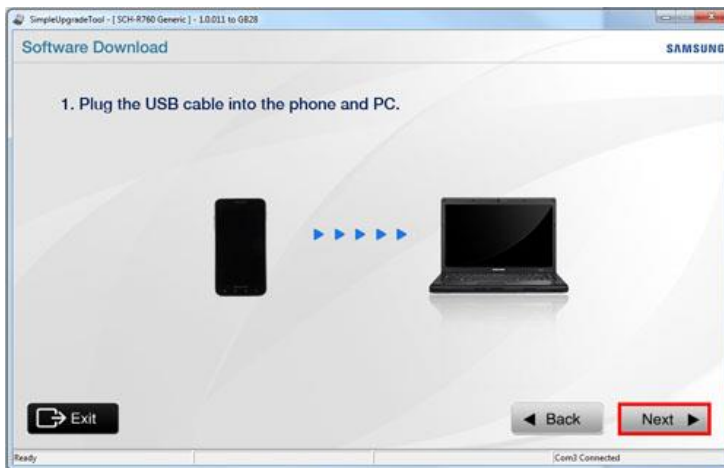 SimpleUpgradeTool - [ SCH-R760 Generic ] - 1.0.011 to GB28
Software Download
SAMSUNG
1. Plug the USB cable into the phone and PC.
Exit
Back
Next
Ready
Com3 Connected